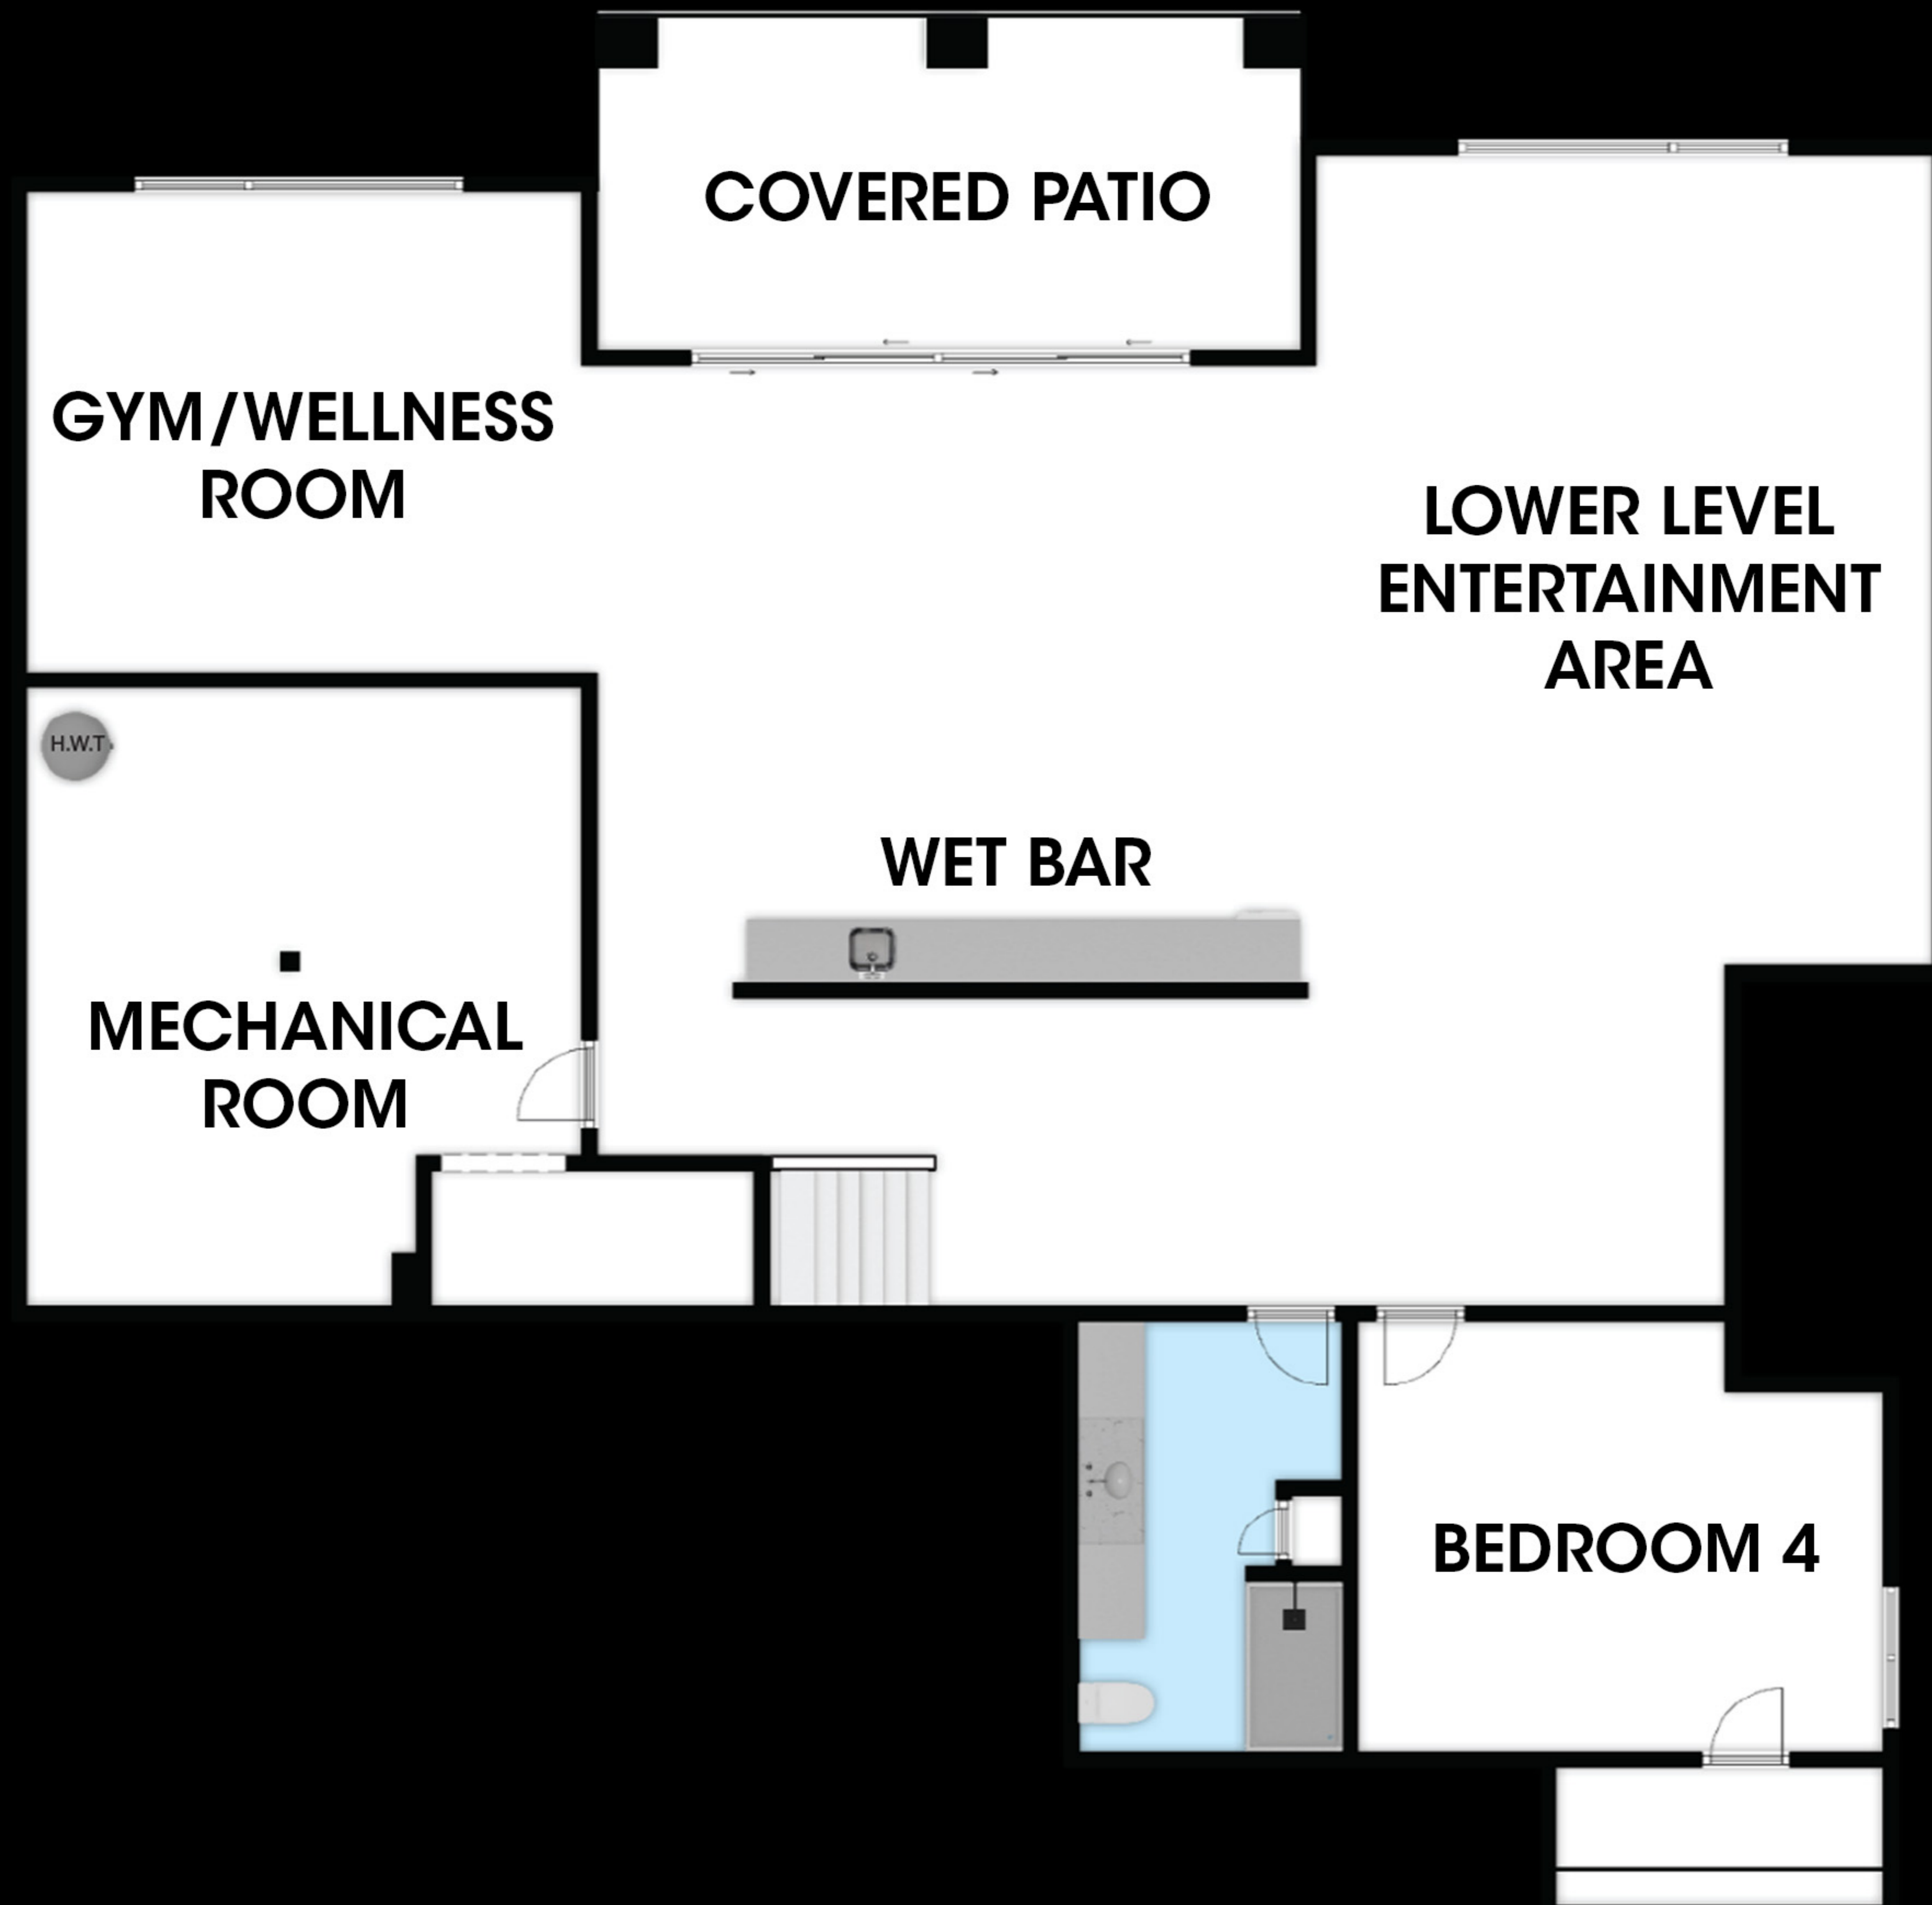 COVERED PATIO
GYM/WELLNESS
ROOM
LOWER LEVEL
ENTERTAINMENT
AREA
H.W.T
WET BAR
MECHANICAL
ROOM
BEDROOM 4